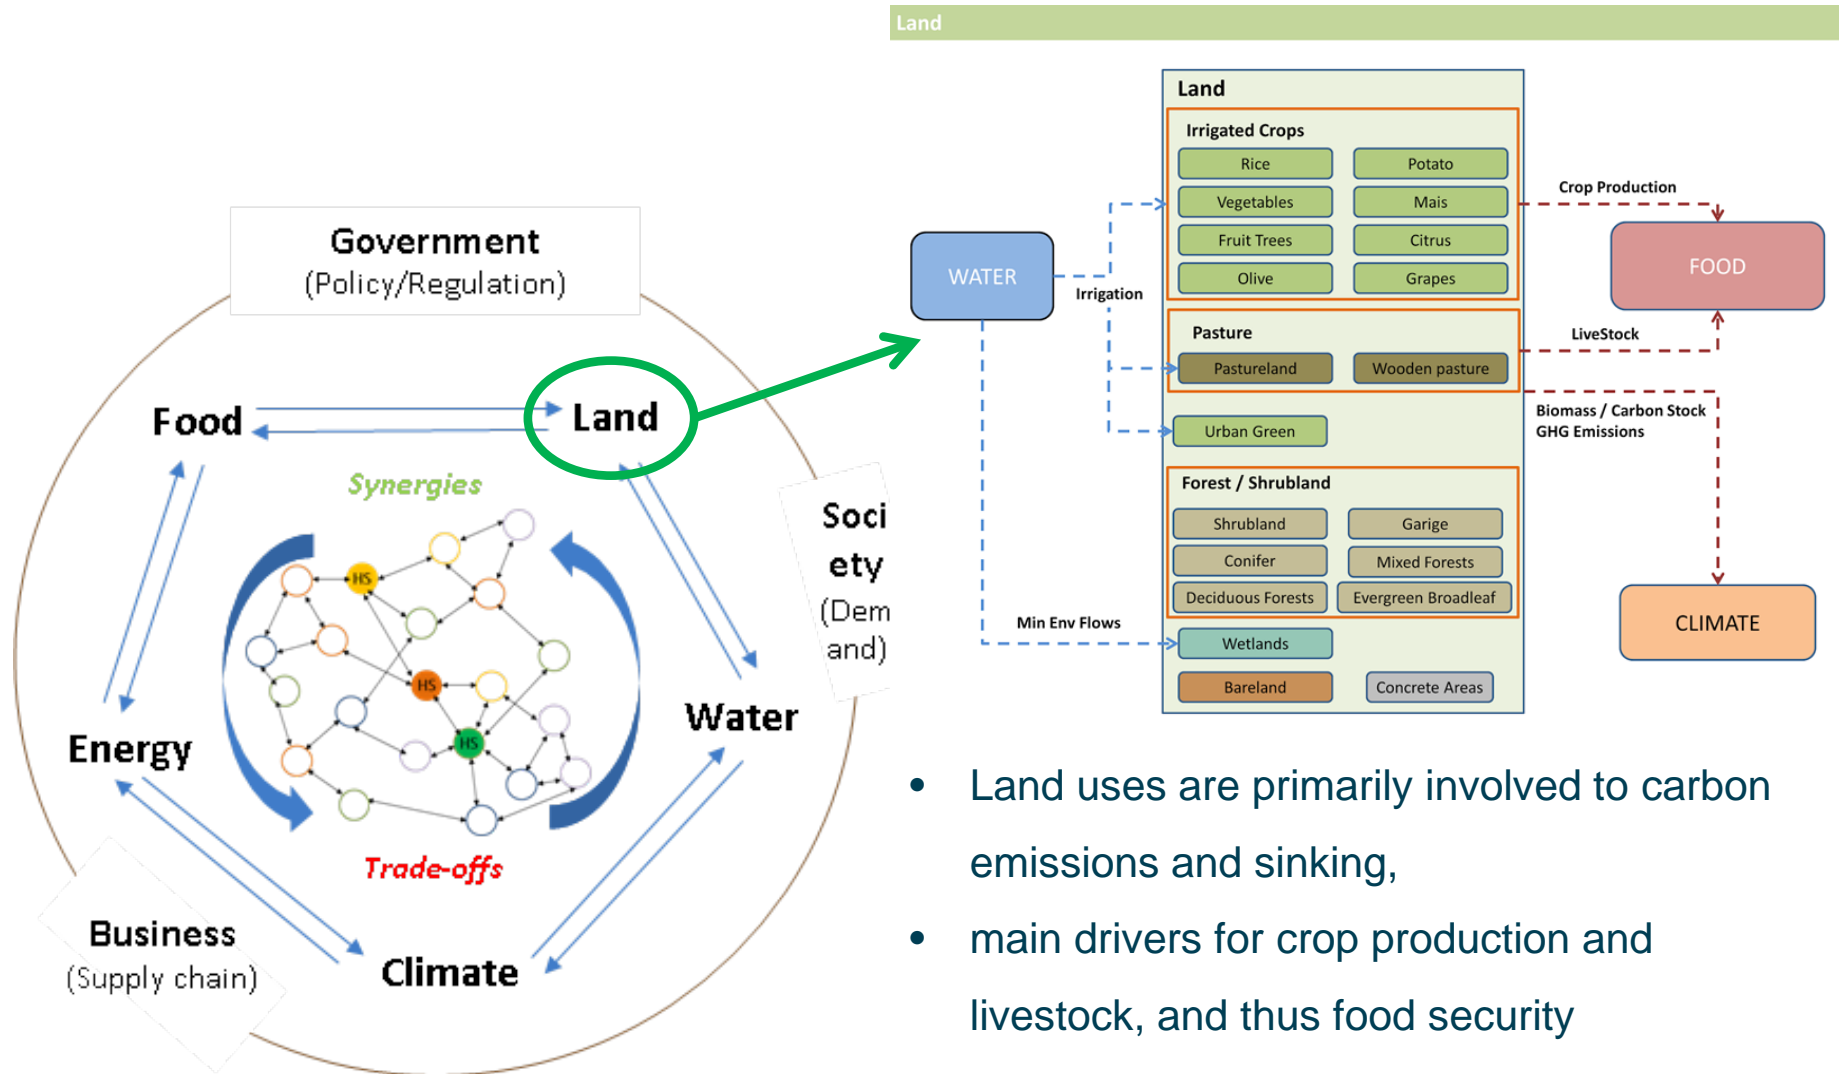 Land
Government
(Policy/Regulation)
Food
Land
Synergies
Soci
ety
(Dem
and)
HS
HS
HS
Energy
Water
Trade-offs
Business
(Supply chain)
Climate
Land
Irrigated Crops
Rice
Potato
Vegetables
Mais
Fruit Trees
Citrus
Olive
Grapes
Crop Production
WATER
Irrigation
FOOD
Pasture
LiveStock
Pastureland
Wooden pasture
Biomass / Carbon Stock
GHG Emissions
Urban Green
Forest / Shrubland
Shrubland
Garige
Conifer
Mixed Forests
Deciduous Forests
Evergreen Broadleaf
Min Env Flows
Wetlands
CLIMATE
Bareland
Concrete Areas
• Land uses are primarily involved to carbon
emissions and sinking,
• main drivers for crop production and
livestock, and thus food security